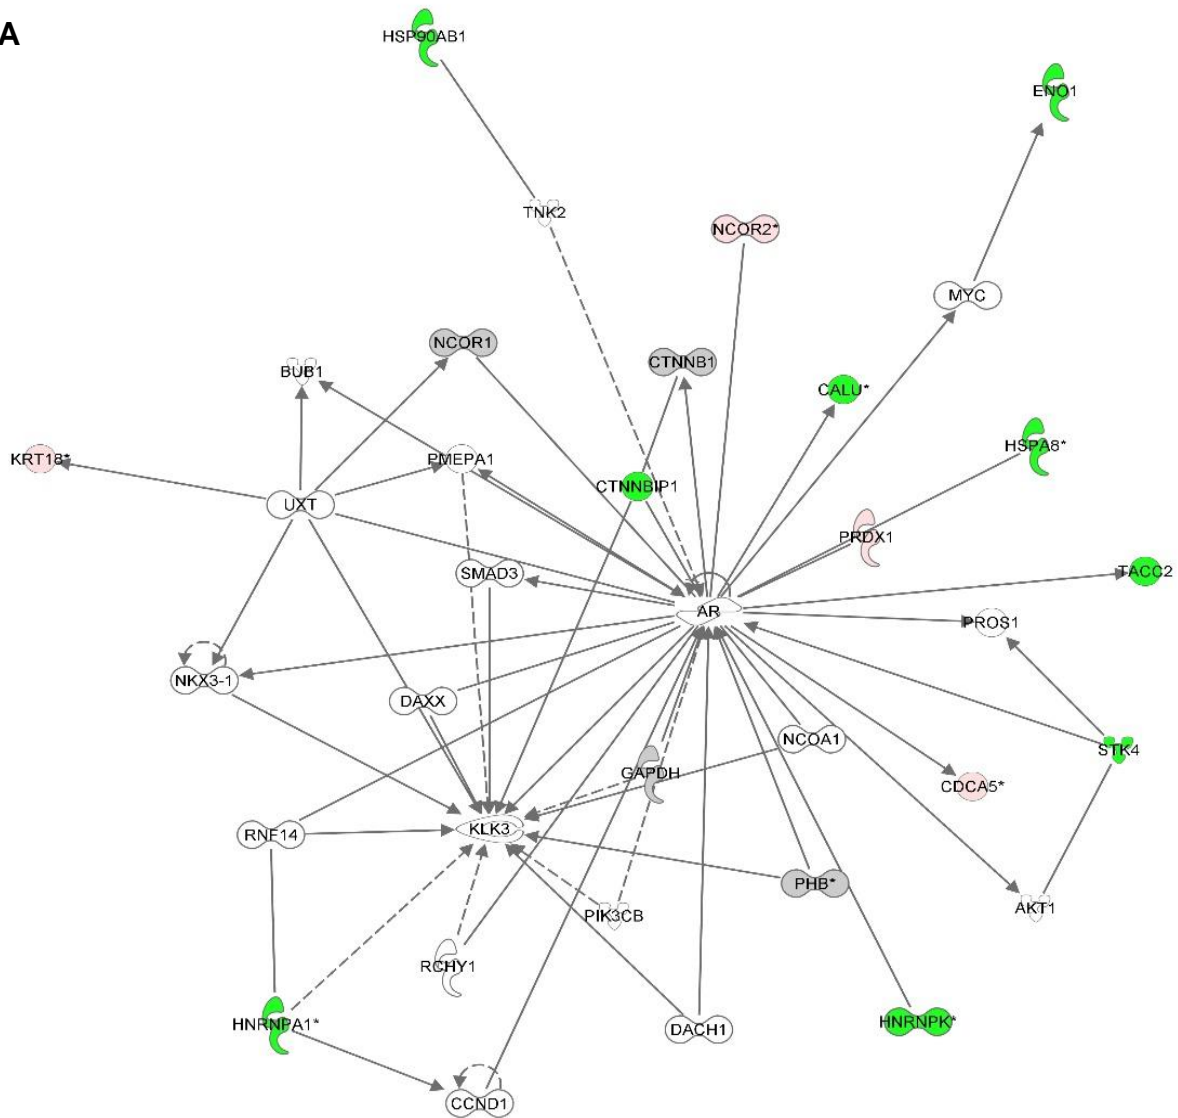 A
HSP90AB1
ENO1
TNK2
NCOR2*
MYC
NCOR1
CTNNB1
BUB1
CALU*
HSPA8*
KRT18*
PMEPA1
CTNNBIP1
UXT
PRDX1
SMAD3
TACC2
AR
PROS1
NKX3-1
DAXX
NCOA1
STK4
GAPDH
CDCA5*
RNF14
KLK3
PHB*
AKT1
PIK3CB
RCHY1
HNRNPA1*
DACH1
HNRNPK*
CCND1